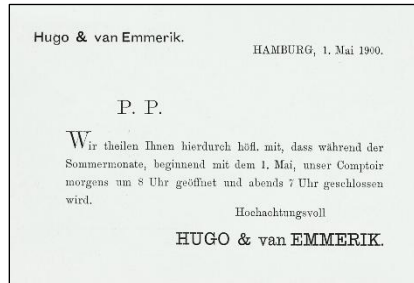 Hugo & van Emmerik.
HAMBURG, 1. Mai 1900.
P. P.
Wir theilen Ihnen hierdurch höfl. mit, dass während der
Sommermonate, beginnend mit dem 1. Mai, unser Comptoir
morgens um 8 Uhr geöffnet und abends 7 Uhr geschlossen
wird.
Hochachtungsvoll
HUGO & van EMMERIK.